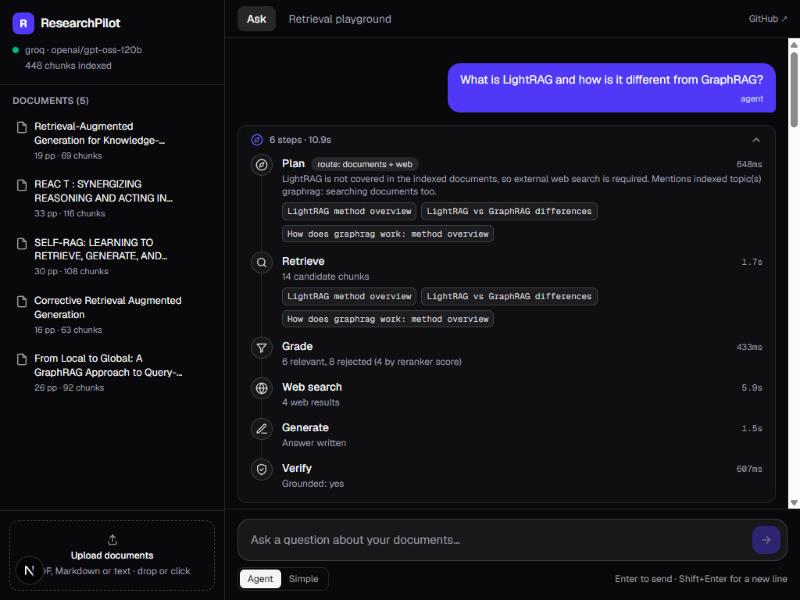 R ResearchPilot
groq · openai/gpt-oss-120b
448 chunks indexed
DOCUMENTS (5)
Retrieval-Augmented
Generation for Knowledge-...
19 pp · 69 chunks
REAC T : SYNERGIZING
REASONING AND ACTING IN...
33 pp · 116 chunks
SELF-RAG: LEARNING TO
RETRIEVE, GENERATE, AND...
30 pp · 108 chunks
Corrective Retrieval Augmented
Generation
16 pp · 63 chunks
From Local to Global: A
GraphRAG Approach to Query-...
26 pp · 92 chunks
Upload documents
N
F, Markdown or text · drop or click
Ask Retrieval playground GitHub ↗
What is LightRAG and how is it different from GraphRAG?
agent
6 steps · 10.9s
Plan route: documents + web 648ms
LightRAG is not covered in the indexed documents, so external web search is required. Mentions indexed topic(s)
graphrag: searching documents too.
LightRAG method overview LightRAG vs GraphRAG differences
How does graphrag work: method overview
Retrieve 1.7s
14 candidate chunks
LightRAG method overview LightRAG vs GraphRAG differences
How does graphrag work: method overview
Grade 433ms
6 relevant, 8 rejected (4 by reranker score)
Web search 5.9s
4 web results
Generate 1.5s
Answer written
Verify 607ms
Grounded: yes
Ask a question about your documents...
Agent Simple Enter to send · Shift+Enter for a new line